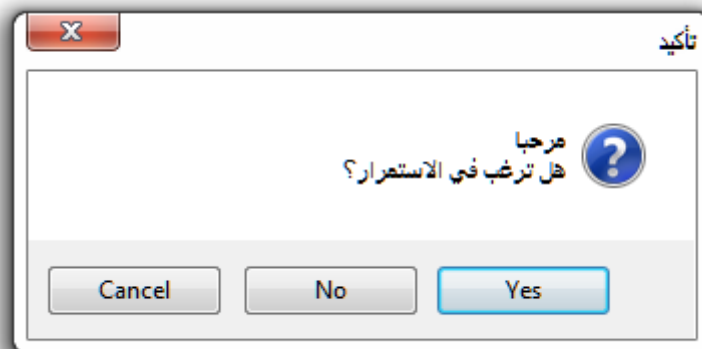 تأكيد
مرحبا
هل ترغب في الاستمرار؟
Yes
No
Cancel